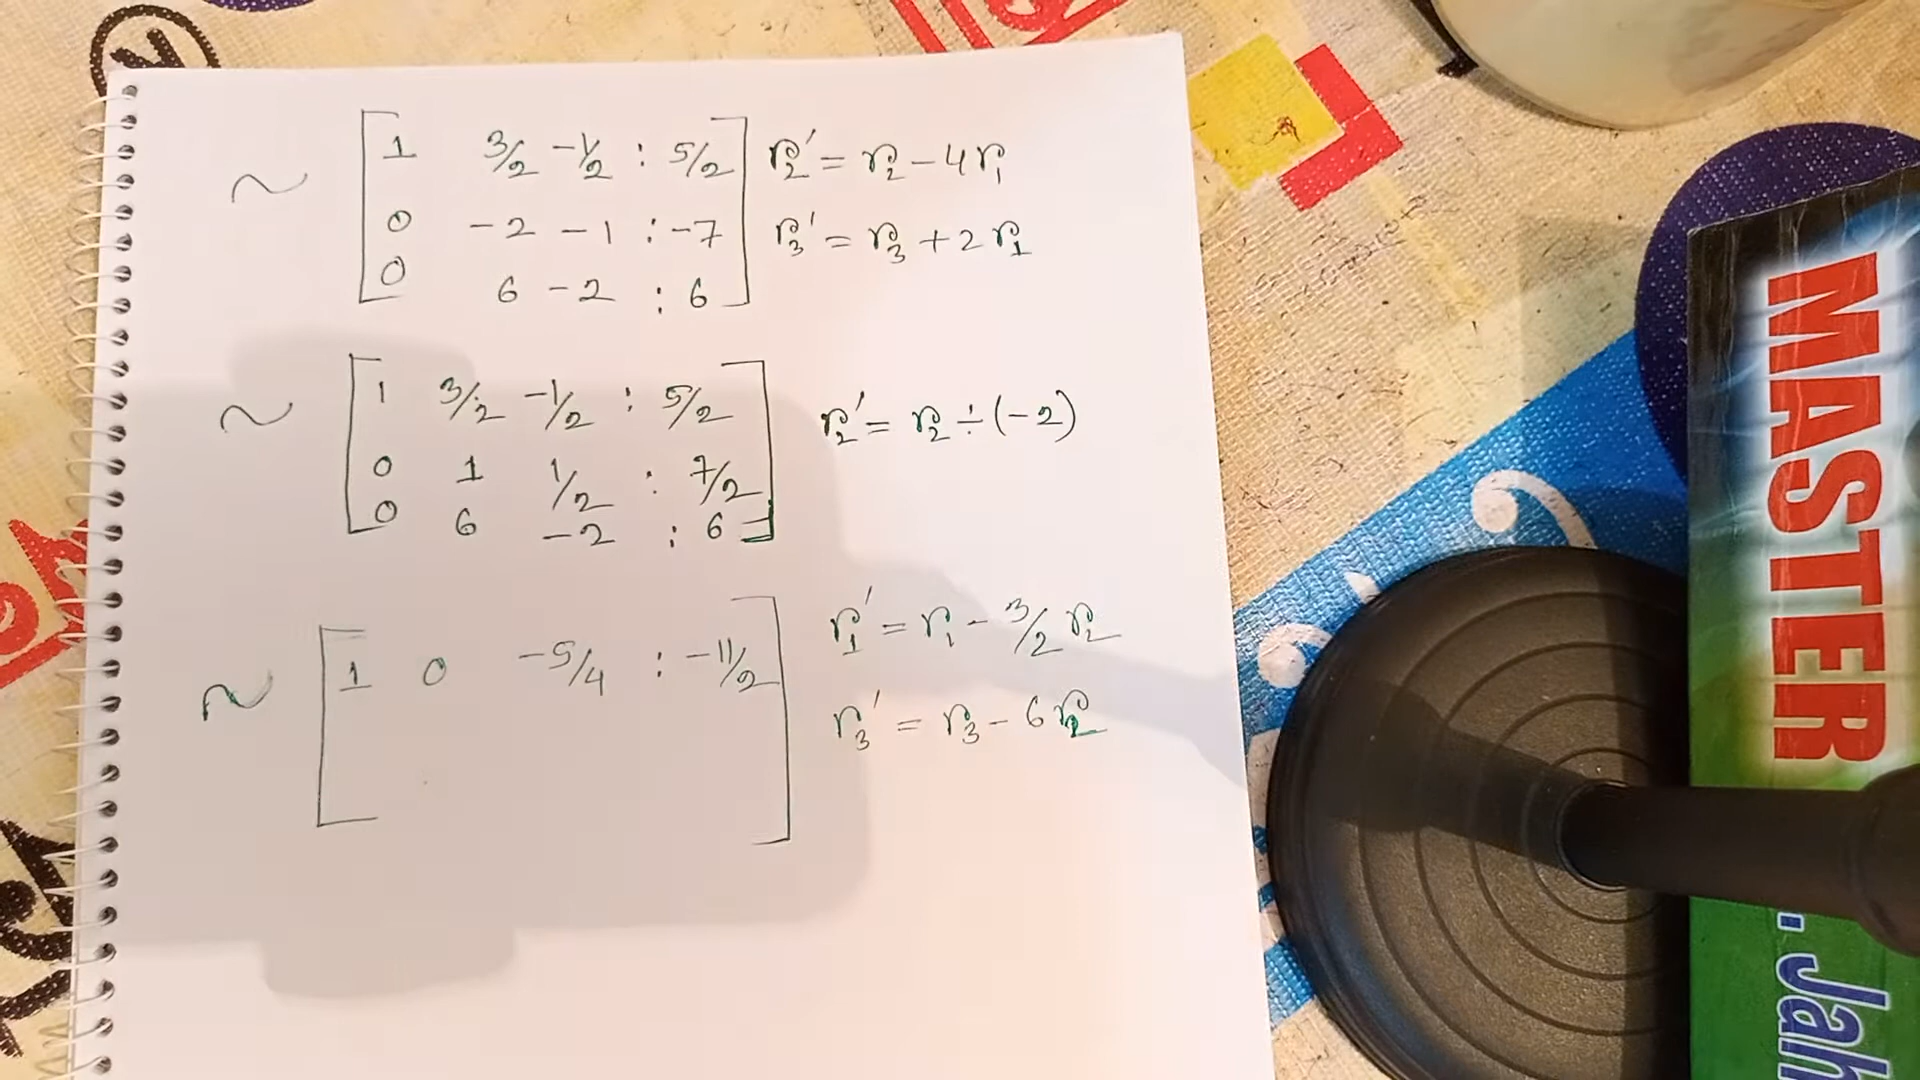 ~ [ 1 3/2 -1/2 : 5/2 ] r2' = r2 - 4r1
0 -2 -1 : -7 r3' = r3 + 2r1
0 6 -2 : 6
~ [ 1 3/2 -1/2 : 5/2 ] r2' = r2 ÷ (-2)
0 1 1/2 : 7/2
0 6 -2 : 6
~ [ 1 0 -5/4 : -11/2 ] r1' = r1 - 3/2 r2
r3' = r3 - 6r2
MASTER
. Jah